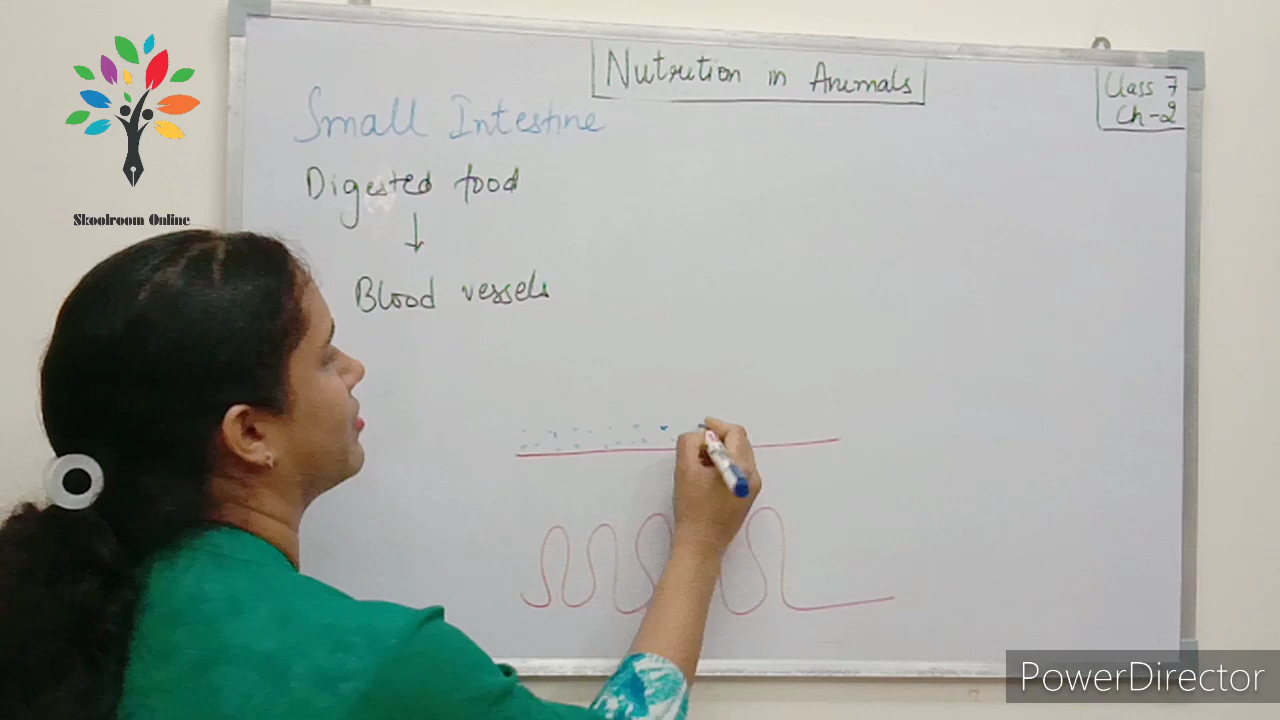 Nutrition in Animals
Class 7
Ch-2
Small Intestine
Digested food
Blood vessels
Skoolroom Online
PowerDirector